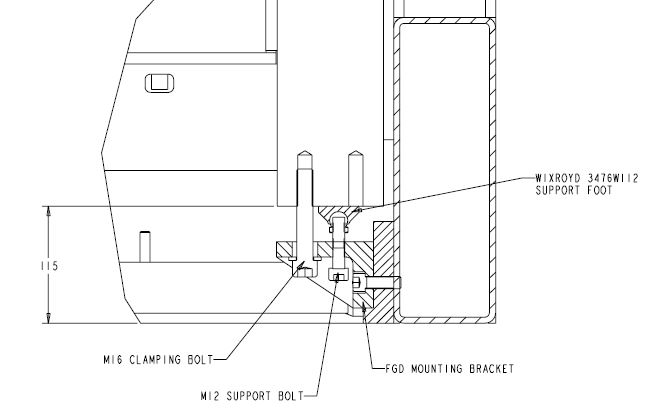 WIXROYD 3476W112
SUPPORT FOOT
115
M16 CLAMPING BOLT
FGD MOUNTING BRACKET
M12 SUPPORT BOLT